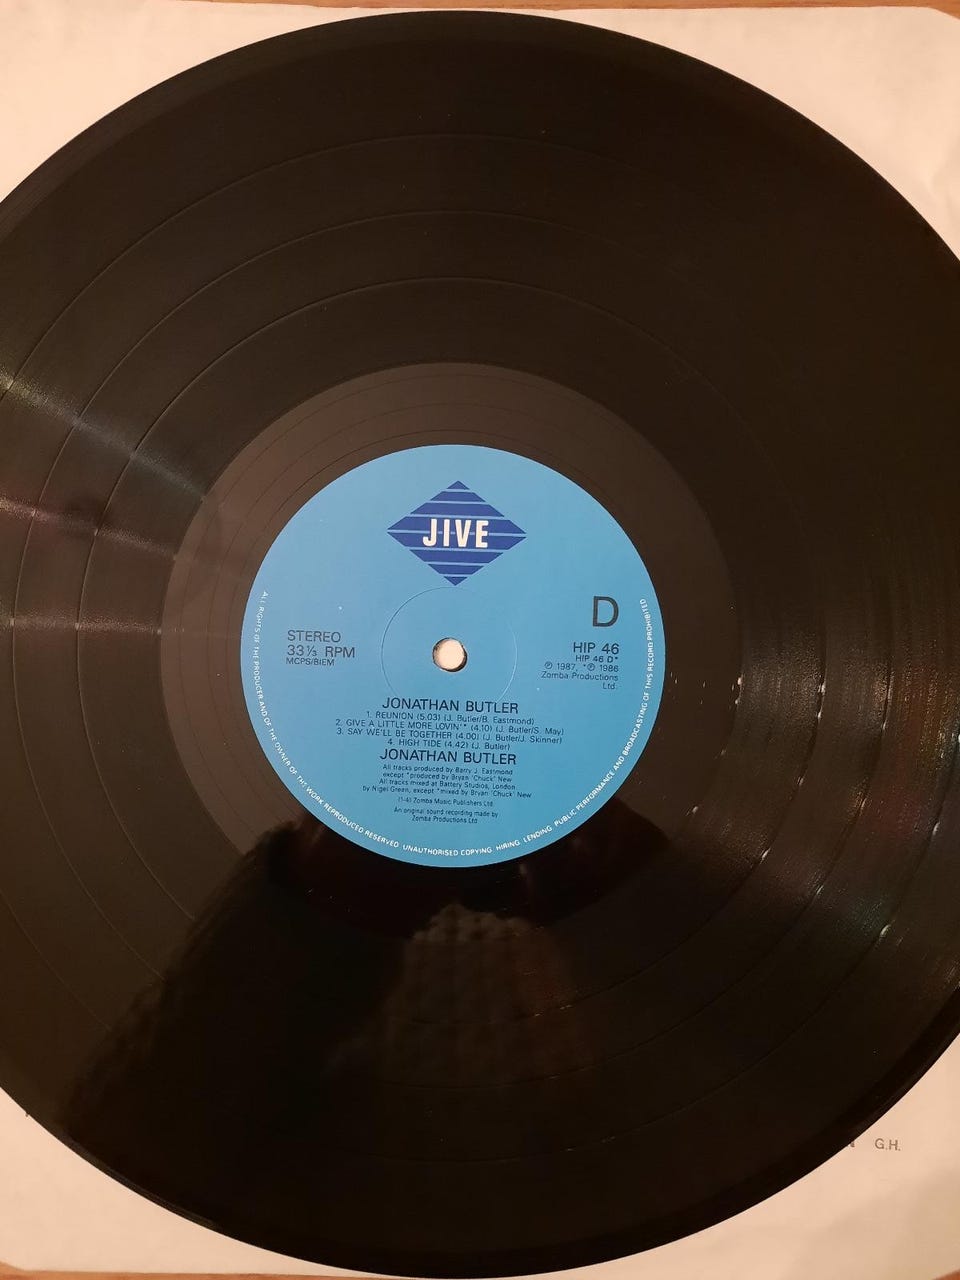 JIVE
D
STEREO
33⅓ RPM
MCPS/BIEM
HIP 46
HIP 46 D*
℗ 1987, *℗ 1986
Zomba Productions
Ltd.
JONATHAN BUTLER
1. REUNION (5.03) (J. Butler/B. Eastmond)
2. GIVE A LITTLE MORE LOVIN'* (4.10) (J. Butler/S. May)
3. SAY WE'LL BE TOGETHER (4.00) (J. Butler/J. Skinner)
4. HIGH TIDE (4.42) (J. Butler)
JONATHAN BUTLER
All tracks produced by Barry J. Eastmond
except *produced by Bryan 'Chuck' New
All tracks mixed at Battery Studios, London
by Nigel Green, except *mixed by Bryan 'Chuck' New
(1-4) Zomba Music Publishers Ltd.
An original sound recording made by
Zomba Productions Ltd
ALL RIGHTS OF THE PRODUCER AND OF THE OWNER OF THE WORK REPRODUCED RESERVED. UNAUTHORISED COPYING, HIRING, LENDING, PUBLIC PERFORMANCE AND BROADCASTING OF THIS RECORD PROHIBITED
G.H.